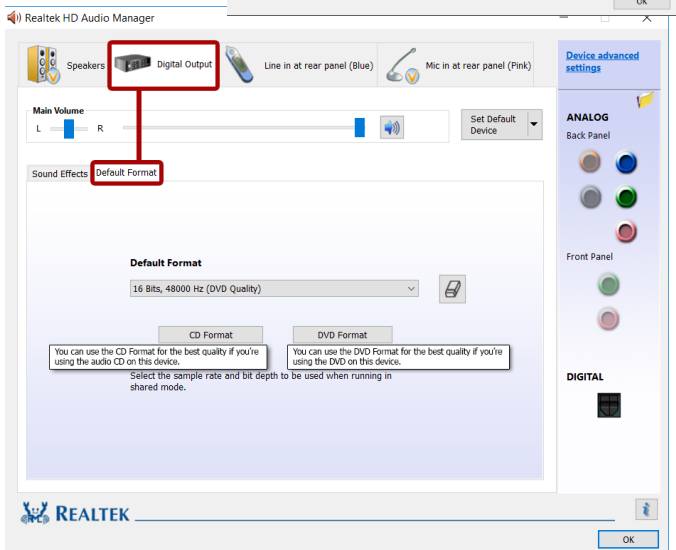 OK
Realtek HD Audio Manager
Speakers
Digital Output
Line in at rear panel (Blue)
Mic in at rear panel (Pink)
Device advanced
settings
Main Volume
L
R
Set Default
Device
ANALOG
Back Panel
Sound Effects
Default Format
Front Panel
Default Format
16 Bits, 48000 Hz (DVD Quality)
CD Format
DVD Format
You can use the CD Format for the best quality if you're
using the audio CD on this device.
You can use the DVD Format for the best quality if you're
using the DVD on this device.
Select the sample rate and bit depth to be used when running in
shared mode.
DIGITAL
REALTEK
i
OK